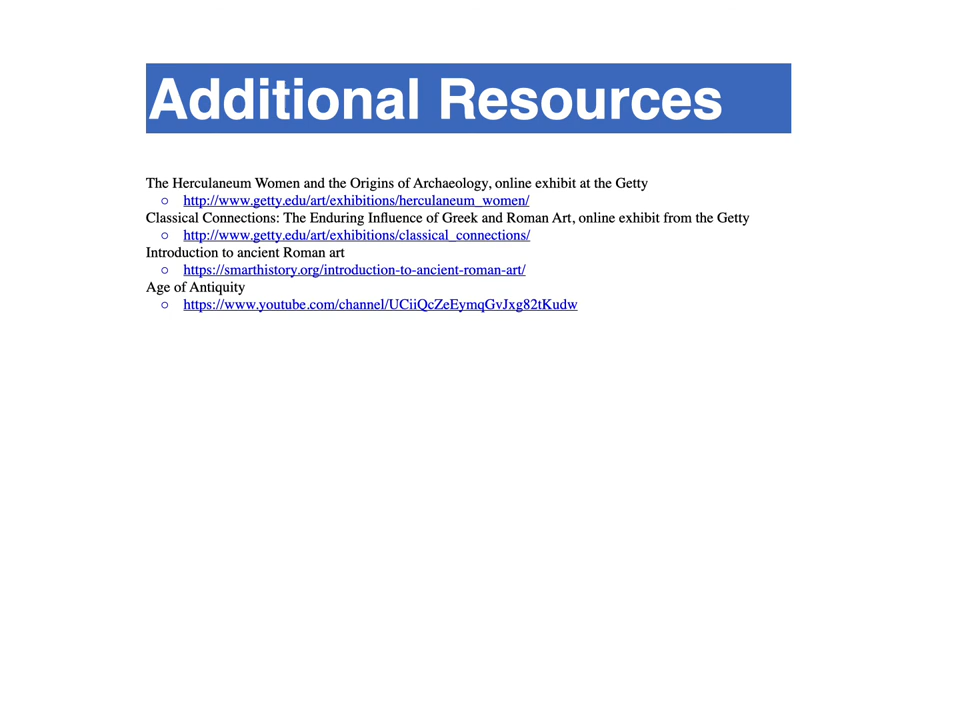 Additional Resources
The Herculaneum Women and the Origins of Archaeology, online exhibit at the Getty
○ http://www.getty.edu/art/exhibitions/herculaneum_women/
Classical Connections: The Enduring Influence of Greek and Roman Art, online exhibit from the Getty
○ http://www.getty.edu/art/exhibitions/classical_connections/
Introduction to ancient Roman art
○ https://smarthistory.org/introduction-to-ancient-roman-art/
Age of Antiquity
○ https://www.youtube.com/channel/UCiiQcZeEymqGvJxg82tKudw